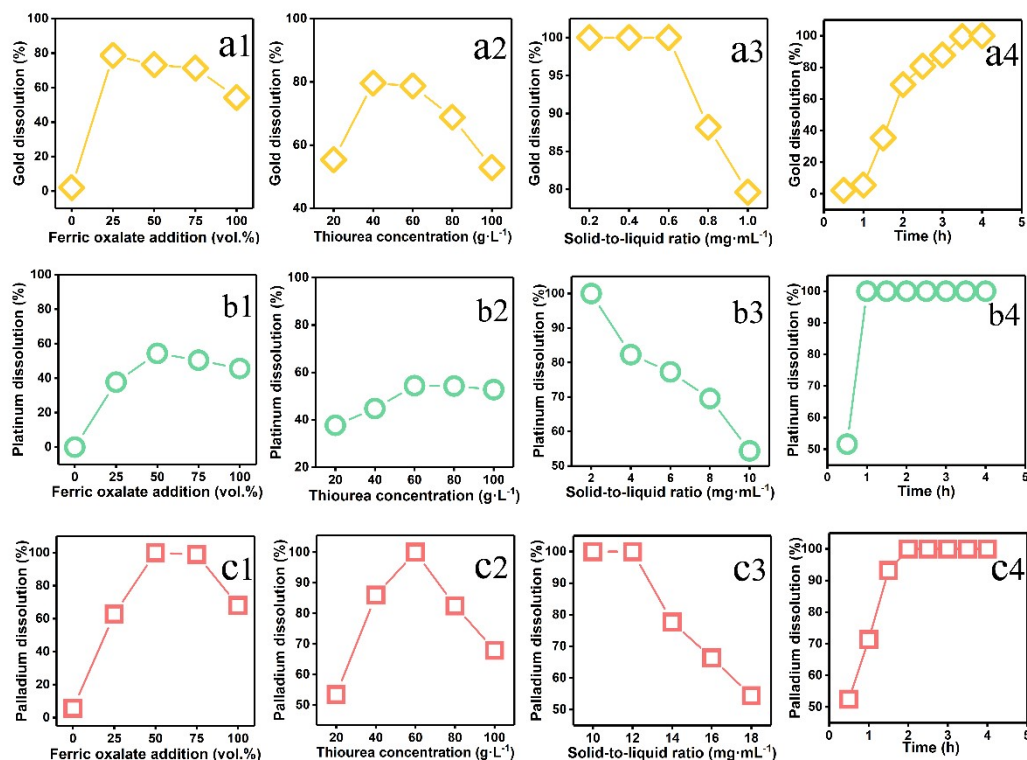 a1
Gold dissolution (%)
100
80
60
40
20
0
0 25 50 75 100
Ferric oxalate addition (vol.%)
a2
Gold dissolution (%)
100
80
60
40
20 40 60 80 100
Thiourea concentration (g·L⁻¹)
a3
Gold dissolution (%)
100
95
90
85
80
0.2 0.4 0.6 0.8 1.0
Solid-to-liquid ratio (mg·mL⁻¹)
a4
Gold dissolution (%)
100
80
60
40
20
0
0 1 2 3 4 5
Time (h)
b1
Platinum dissolution (%)
100
80
60
40
20
0
0 25 50 75 100
Ferric oxalate addition (vol.%)
b2
Platinum dissolution (%)
100
80
60
40
20
20 40 60 80 100
Thiourea concentration (g·L⁻¹)
b3
Platinum dissolution (%)
100
90
80
70
60
50
2 4 6 8 10
Solid-to-liquid ratio (mg·mL⁻¹)
b4
Platinum dissolution (%)
100
90
80
70
60
50
0 1 2 3 4 5
Time (h)
c1
Palladium dissolution (%)
100
80
60
40
20
0
0 25 50 75 100
Ferric oxalate addition (vol.%)
c2
Palladium dissolution (%)
100
90
80
70
60
50
20 40 60 80 100
Thiourea concentration (g·L⁻¹)
c3
Palladium dissolution (%)
100
90
80
70
60
50
10 12 14 16 18
Solid-to-liquid ratio (mg·mL⁻¹)
c4
Palladium dissolution (%)
100
90
80
70
60
50
0 1 2 3 4 5
Time (h)